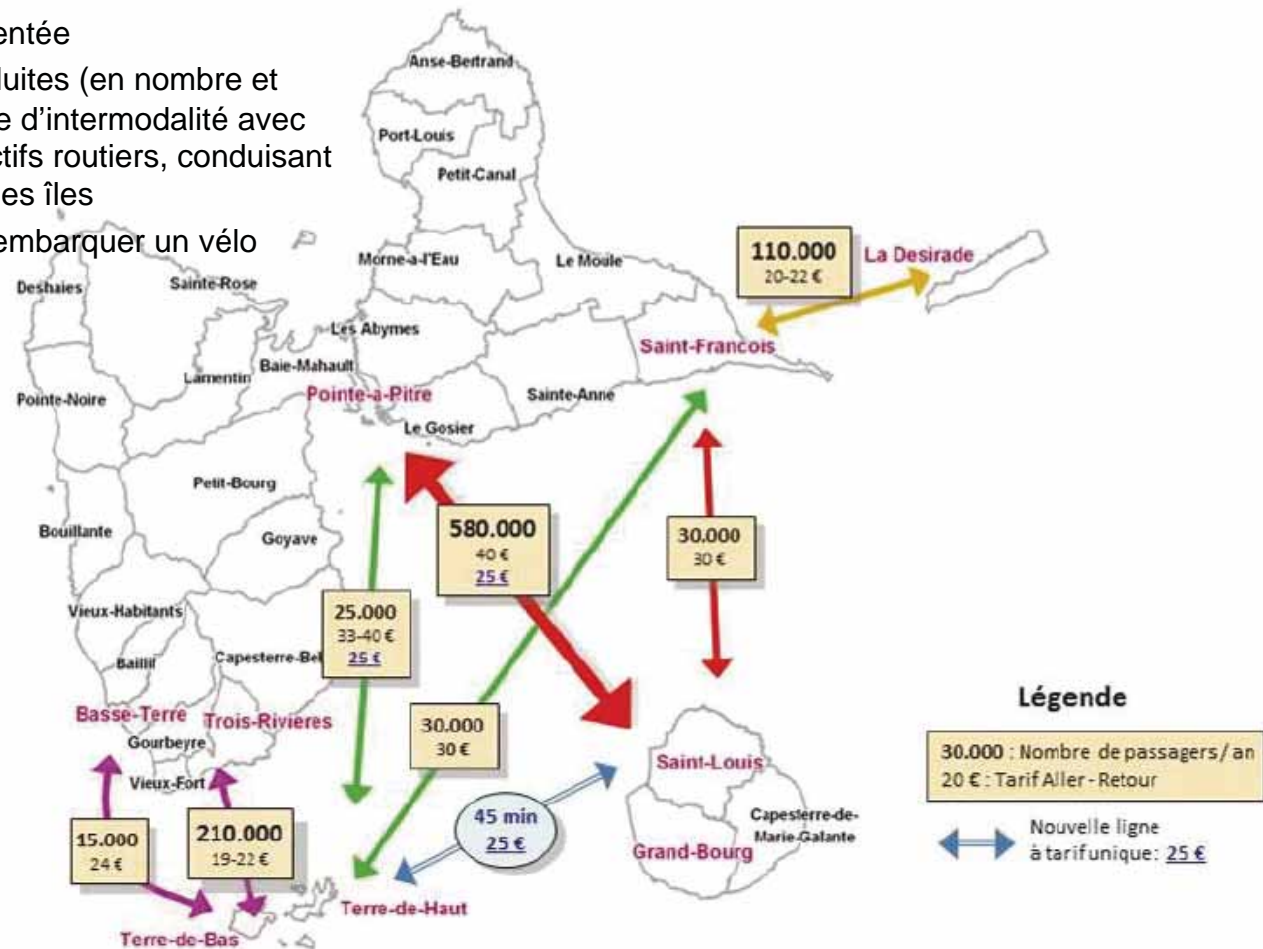 entée
luites (en nombre et
e d'intermodalité avec
ctifs routiers, conduisant
es îles
embarquer un vélo
Anse-Bertrand
Port-Louis
Petit-Canal
Morne-a-l'Eau
Le Moule
110.000
20-22 €
La Desirade
Deshaies
Sainte-Rose
Les Abymes
Saint-Francois
Baie-Mahault
Lamentin
Pointe-Noire
Pointe-a-Pitre
Sainte-Anne
Le Gosier
Petit-Bourg
Bouillante
Goyave
580.000
40 €
25 €
30.000
30 €
Vieux-Habitants
25.000
33-40 €
25 €
Baillif
Capesterre-Bel
Basse-Terre
Trois-Rivières
Gourbeyre
Vieux-Fort
30.000
30 €
Saint-Louis
Capesterre-de-
Marie-Galante
Grand-Bourg
45 min
25 €
15.000
24 €
210.000
19-22 €
Terre-de-Haut
Terre-de-Bas
Légende
30.000 : Nombre de passagers / an
20 € : Tarif Aller - Retour
Nouvelle ligne
à tarif unique: 25 €